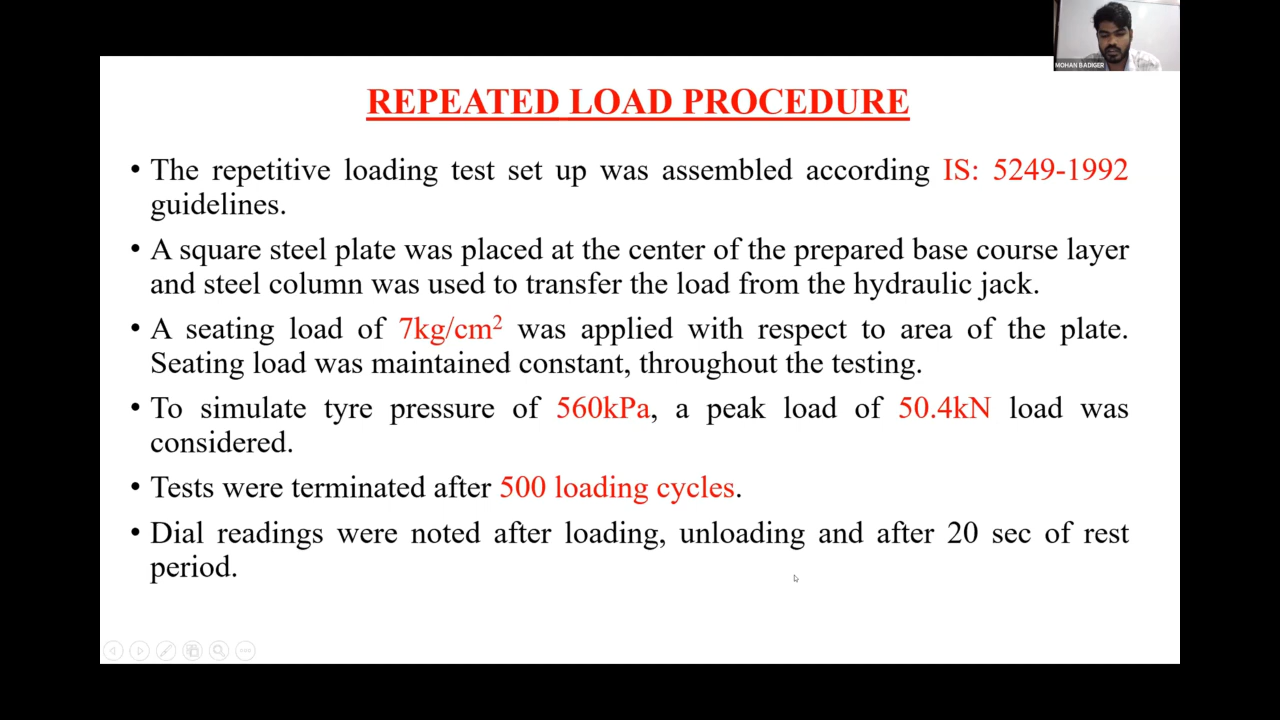 MOHAN BADIGER
REPEATED LOAD PROCEDURE
• The repetitive loading test set up was assembled according IS: 5249-1992
guidelines.
• A square steel plate was placed at the center of the prepared base course layer
and steel column was used to transfer the load from the hydraulic jack.
• A seating load of 7kg/cm² was applied with respect to area of the plate.
Seating load was maintained constant, throughout the testing.
• To simulate tyre pressure of 560kPa, a peak load of 50.4kN load was
considered.
• Tests were terminated after 500 loading cycles.
• Dial readings were noted after loading, unloading and after 20 sec of rest
period.